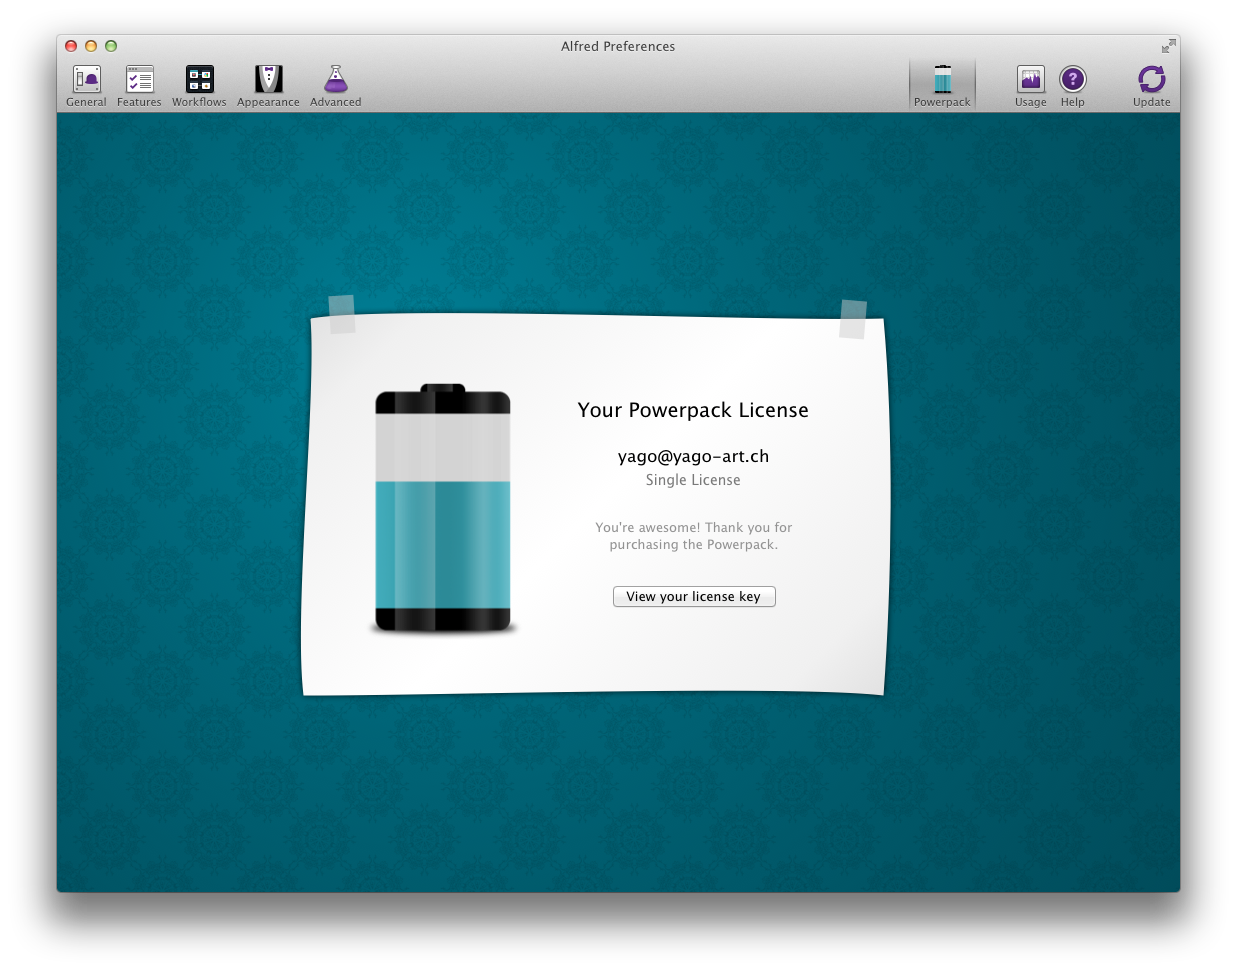 Alfred Preferences
General Features Workflows Appearance Advanced Powerpack Usage Help Update
Your Powerpack License
yago@yago-art.ch
Single License
You're awesome! Thank you for
purchasing the Powerpack.
View your license key